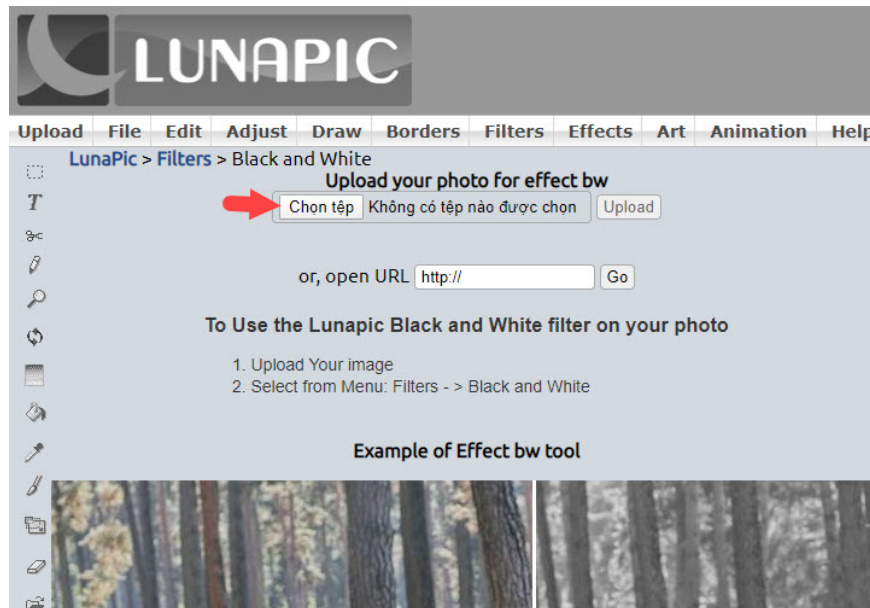 LUNAPIC
Upload File Edit Adjust Draw Borders Filters Effects Art Animation Help
LunaPic > Filters > Black and White
Upload your photo for effect bw
Chọn tệp Không có tệp nào được chọn Upload
or, open URL http:// Go
To Use the Lunapic Black and White filter on your photo
1. Upload Your image
2. Select from Menu: Filters - > Black and White
Example of Effect bw tool
T